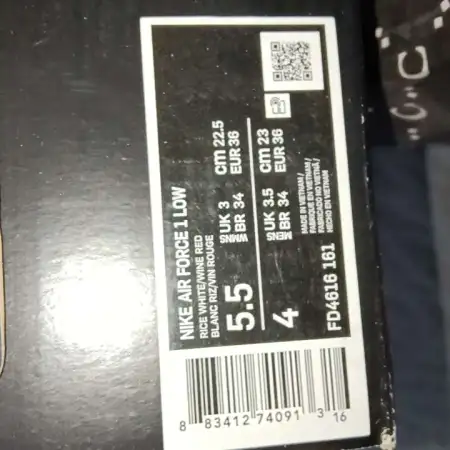 NIKE AIR FORCE 1 LOW
RICE WHITE/WINE RED
BLANC RIZ/VIN ROUGE
5.5
WMNS
UK 3
BR 34
CM 22.5
EUR 36
4
MENS
UK 3.5
BR 34
CM 23
EUR 36
MADE IN VIETNAM /
FABRIQUE EN VIETNAM /
FABRICADO NO VIETNÃ /
HECHO EN VIETNAM
FD4616 161
8 83412 74091 3 16